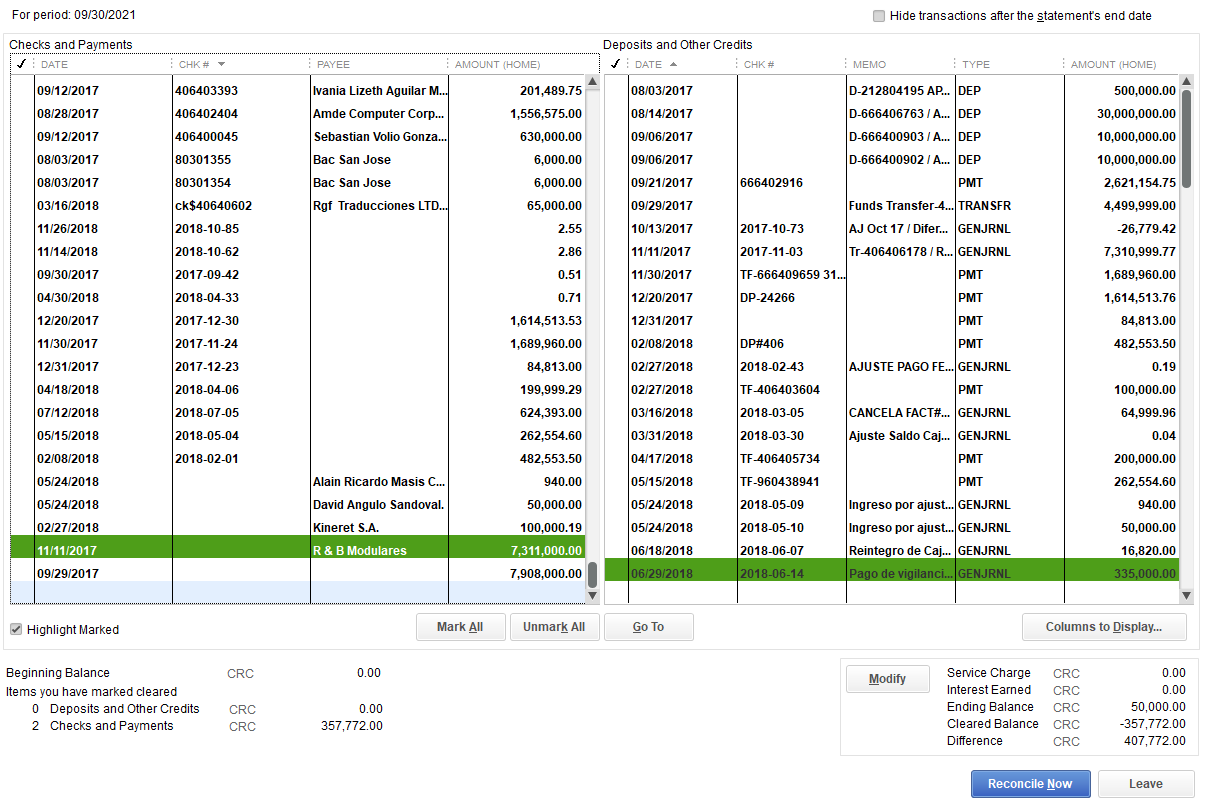 For period: 09/30/2021
Hide transactions after the statement's end date
Checks and Payments
✓ DATE CHK # PAYEE AMOUNT (HOME)
09/12/2017 406403393 Ivania Lizeth Aguilar M... 201,489.75
08/28/2017 406402404 Amde Computer Corp... 1,556,575.00
09/12/2017 406400045 Sebastian Volio Gonza... 630,000.00
08/03/2017 80301355 Bac San Jose 6,000.00
08/03/2017 80301354 Bac San Jose 6,000.00
03/16/2018 ck$40640602 Rgf Traducciones LTD... 65,000.00
11/26/2018 2018-10-85 2.55
11/14/2018 2018-10-62 2.86
09/30/2017 2017-09-42 0.51
04/30/2018 2018-04-33 0.71
12/20/2017 2017-12-30 1,614,513.53
11/30/2017 2017-11-24 1,689,960.00
12/31/2017 2017-12-23 84,813.00
04/18/2018 2018-04-06 199,999.29
07/12/2018 2018-07-05 624,393.00
05/15/2018 2018-05-04 262,554.60
02/08/2018 2018-02-01 482,553.50
05/24/2018 Alain Ricardo Masis C... 940.00
05/24/2018 David Angulo Sandoval. 50,000.00
02/27/2018 Kineret S.A. 100,000.19
11/11/2017 R & B Modulares 7,311,000.00
09/29/2017 7,908,000.00
Deposits and Other Credits
✓ DATE CHK # MEMO TYPE AMOUNT (HOME)
08/03/2017 D-212804195 AP... DEP 500,000.00
08/14/2017 D-666406763 / A... DEP 30,000,000.00
09/06/2017 D-666400903 / A... DEP 10,000,000.00
09/06/2017 D-666400902 / A... DEP 10,000,000.00
09/21/2017 666402916 PMT 2,621,154.75
09/29/2017 Funds Transfer-4... TRANSFR 4,499,999.00
10/13/2017 2017-10-73 AJ Oct 17 / Difer... GENJRNL -26,779.42
11/11/2017 2017-11-03 Tr-406406178 / R... GENJRNL 7,310,999.77
11/30/2017 TF-666409659 31... PMT 1,689,960.00
12/20/2017 DP-24266 PMT 1,614,513.76
12/31/2017 PMT 84,813.00
02/08/2018 DP#406 PMT 482,553.50
02/27/2018 2018-02-43 AJUSTE PAGO FE... GENJRNL 0.19
02/27/2018 TF-406403604 PMT 100,000.00
03/16/2018 2018-03-05 CANCELA FACT#... GENJRNL 64,999.96
03/31/2018 2018-03-30 Ajuste Saldo Caj... GENJRNL 0.04
04/17/2018 TF-406405734 PMT 200,000.00
05/15/2018 TF-960438941 PMT 262,554.60
05/24/2018 2018-05-09 Ingreso por ajust... GENJRNL 940.00
05/24/2018 2018-05-10 Ingreso por ajust... GENJRNL 50,000.00
06/18/2018 2018-06-07 Reintegro de Caj... GENJRNL 16,820.00
06/29/2018 2018-06-14 Pago de vigilanci... GENJRNL 335,000.00
Highlight Marked
Mark All
Unmark All
Go To
Columns to Display...
Beginning Balance CRC 0.00
Items you have marked cleared
0 Deposits and Other Credits CRC 0.00
2 Checks and Payments CRC 357,772.00
Modify
Service Charge CRC 0.00
Interest Earned CRC 0.00
Ending Balance CRC 50,000.00
Cleared Balance CRC -357,772.00
Difference CRC 407,772.00
Reconcile Now
Leave